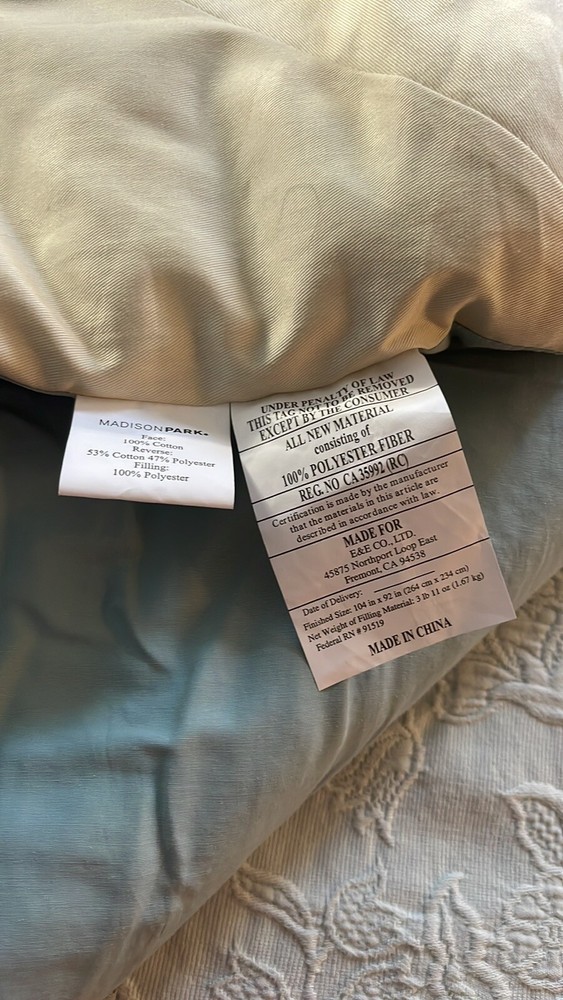 MADISONPARK.
Face:
100% Cotton
Reverse:
53% Cotton 47% Polyester
Filling:
100% Polyester
UNDER PENALTY OF LAW
THIS TAG NOT TO BE REMOVED
EXCEPT BY THE CONSUMER
ALL NEW MATERIAL
consisting of
100% POLYESTER FIBER
REG. NO CA 35992 (RC)
Certification is made by the manufacturer
that the materials in this article are
described in accordance with law.
MADE FOR
E&E CO., LTD.
45875 Northport Loop East
Fremont, CA 94538
Date of Delivery:
Finished Size: 104 in x 92 in (264 cm x 234 cm)
Net Weight of Filling Material: 3 lb 11 oz (1.67 kg)
Federal RN # 91519
MADE IN CHINA